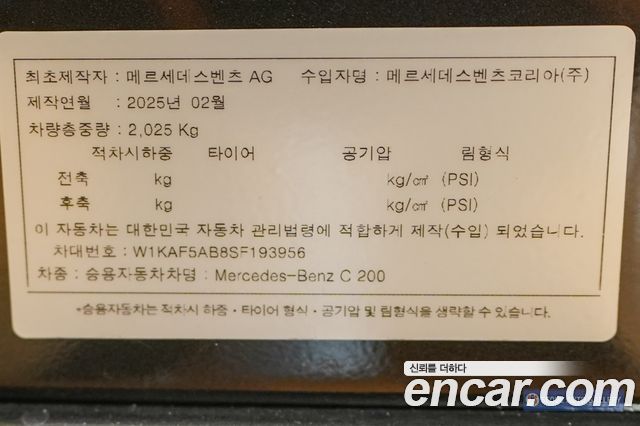 최초제작자 : 메르세데스벤츠 AG 수입자명 : 메르세데스벤츠코리아(주)
제작연월 : 2025년 02월
차량총중량 : 2,025 Kg
적차시하중 타이어 공기압 림형식
전축 kg kg/㎠ (PSI)
후축 kg kg/㎠ (PSI)
이 자동차는 대한민국 자동차 관리법령에 적합하게 제작(수입) 되었습니다.
차대번호 : W1KAF5AB8SF193956
차종 : 승용자동차차명 : Mercedes-Benz C 200
*승용자동차는 적차시 하중·타이어 형식·공기압 및 림형식을 생략할 수 있습니다.
신뢰를 더하다
encar.com